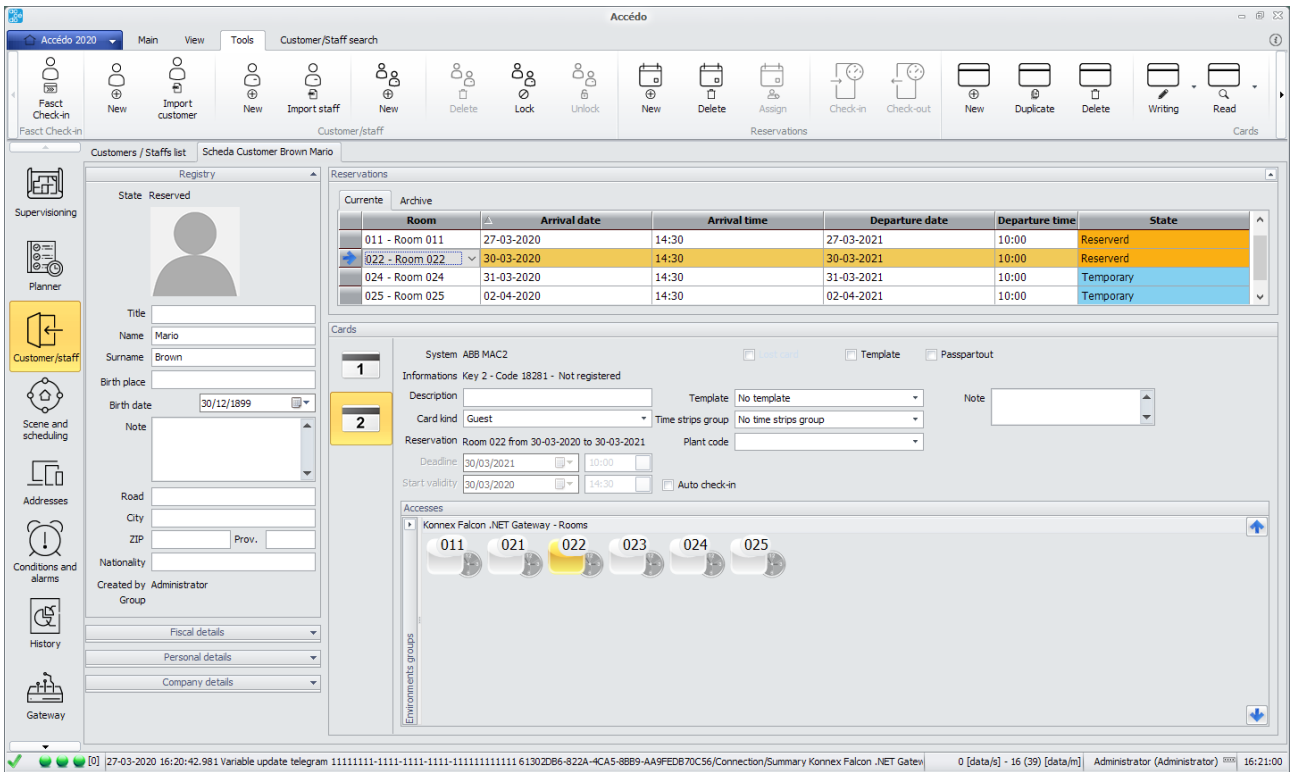 Accédo
Accédo 2020 Main View Tools Customer/Staff search
Fasct Check-in
New
Import customer
New
Import staff
New
Delete
Lock
Unlock
New
Delete
Assign
Check-in
Check-out
New
Duplicate
Delete
Writing
Read
Fasct Check-in Customer/staff Reservations Cards
Customers / Staffs list Scheda Customer Brown Mario
Supervisioning
Planner
Customer/staff
Scene and scheduling
Addresses
Conditions and alarms
History
Gateway
Registry
State Reserved
Title
Name Mario
Surname Brown
Birth place
Birth date 30/12/1899
Note
Road
City
ZIP Prov.
Nationality
Created by Administrator
Group
Fiscal details
Personal details
Company details
Reservations
Currente Archive
Room Arrival date Arrival time Departure date Departure time State
011 - Room 011 27-03-2020 14:30 27-03-2021 10:00 Reserverd
022 - Room 022 30-03-2020 14:30 30-03-2021 10:00 Reserverd
024 - Room 024 31-03-2020 14:30 31-03-2021 10:00 Temporary
025 - Room 025 02-04-2020 14:30 02-04-2021 10:00 Temporary
Cards
1
2
System ABB MAC2 Template Passpartout
Informations Key 2 - Code 18281 - Not registered
Description Template No template Note
Card kind Guest Time strips group No time strips group
Reservation Room 022 from 30-03-2020 to 30-03-2021 Plant code
Deadline 30/03/2021 10:00
Start validity 30/03/2020 14:30 Auto check-in
Accesses
Konnex Falcon .NET Gateway - Rooms
011 021 022 023 024 025
Environments groups
[0] 27-03-2020 16:20:42.981 Variable update telegram 11111111-1111-1111-1111-111111111111 61302DB6-822A-4CA5-8BB9-AA9FEDB70C56/Connection/Summary Konnex Falcon .NET Gatew 0 [data/s] - 16 (39) [data/m] Administrator (Administrator) 16:21:00